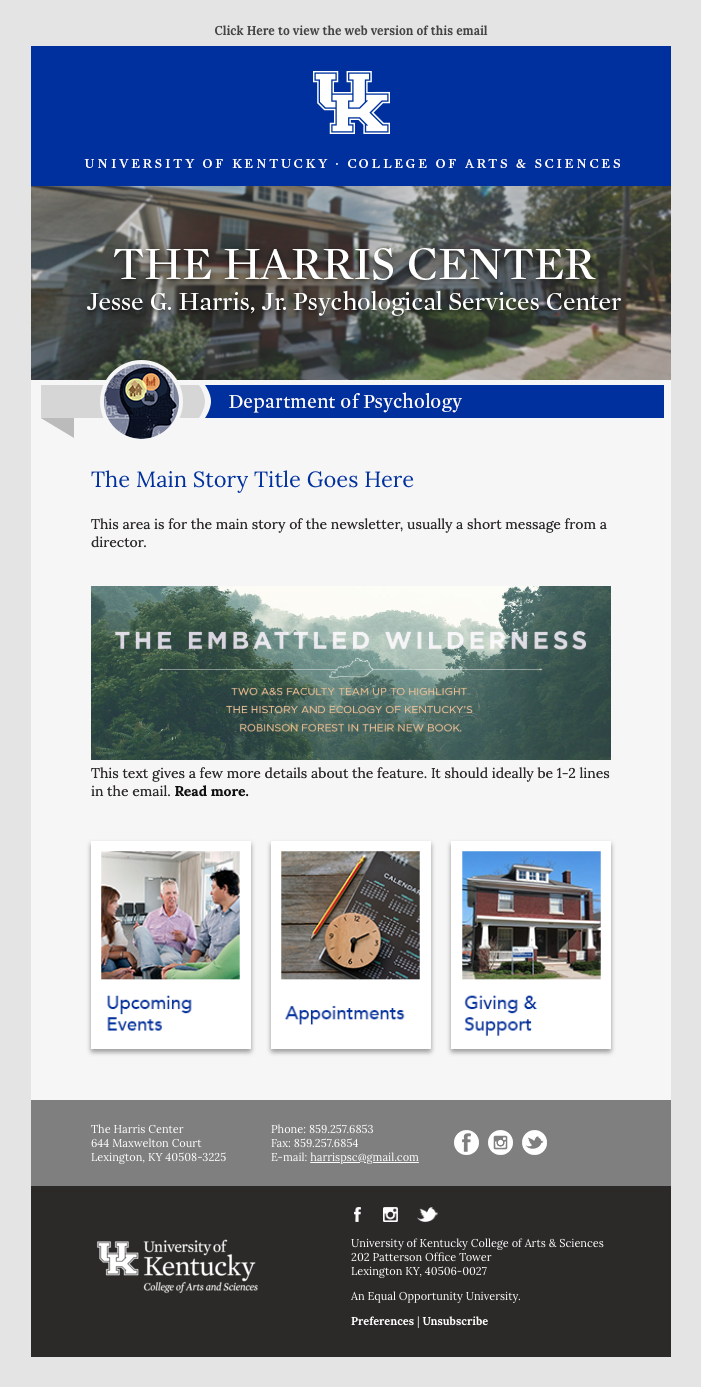 Click Here to view the web version of this email
UK
UNIVERSITY OF KENTUCKY · COLLEGE OF ARTS & SCIENCES
THE HARRIS CENTER
Jesse G. Harris, Jr. Psychological Services Center
Department of Psychology
The Main Story Title Goes Here
This area is for the main story of the newsletter, usually a short message from a
director.
THE EMBATTLED WILDERNESS
TWO A&S FACULTY TEAM UP TO HIGHLIGHT
THE HISTORY AND ECOLOGY OF KENTUCKY'S
ROBINSON FOREST IN THEIR NEW BOOK.
This text gives a few more details about the feature. It should ideally be 1-2 lines
in the email. Read more.
CALENDAR
12
3
6
9
Upcoming
Events
Appointments
Giving &
Support
The Harris Center
644 Maxwelton Court
Lexington, KY 40508-3225
Phone: 859.257.6853
Fax: 859.257.6854
E-mail: harrispsc@gmail.com
UK
University of
Kentucky
College of Arts and Sciences
University of Kentucky College of Arts & Sciences
202 Patterson Office Tower
Lexington KY, 40506-0027
An Equal Opportunity University.
Preferences | Unsubscribe